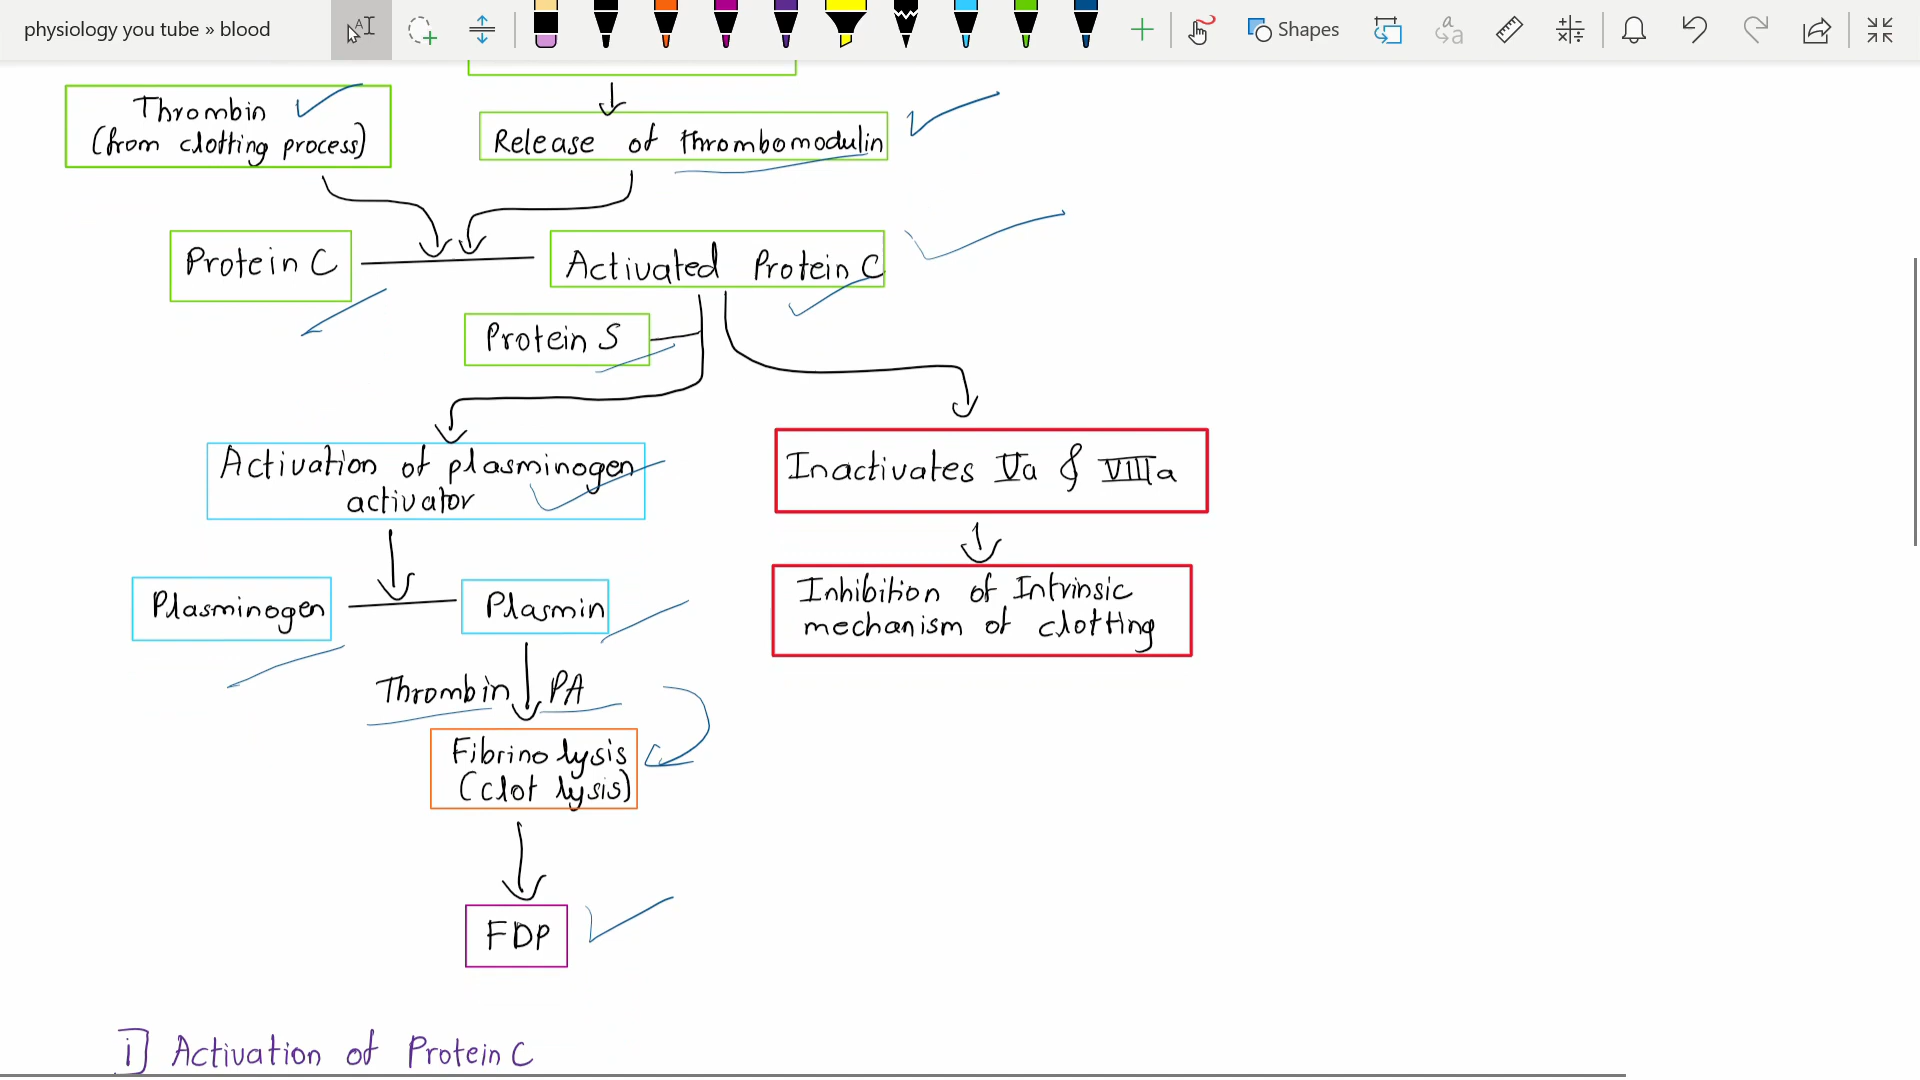 physiology you tube » blood
Shapes
Thrombin
(from clotting process)
Release of thrombomodulin
Protein C
Activated Protein C
Protein S
Activation of plasminogen
activator
Inactivates Va & VIIIa
Plasminogen
Plasmin
Inhibition of Intrinsic
mechanism of clotting
Thrombin PA
Fibrinolysis
(clot lysis)
FDP
i] Activation of Protein C